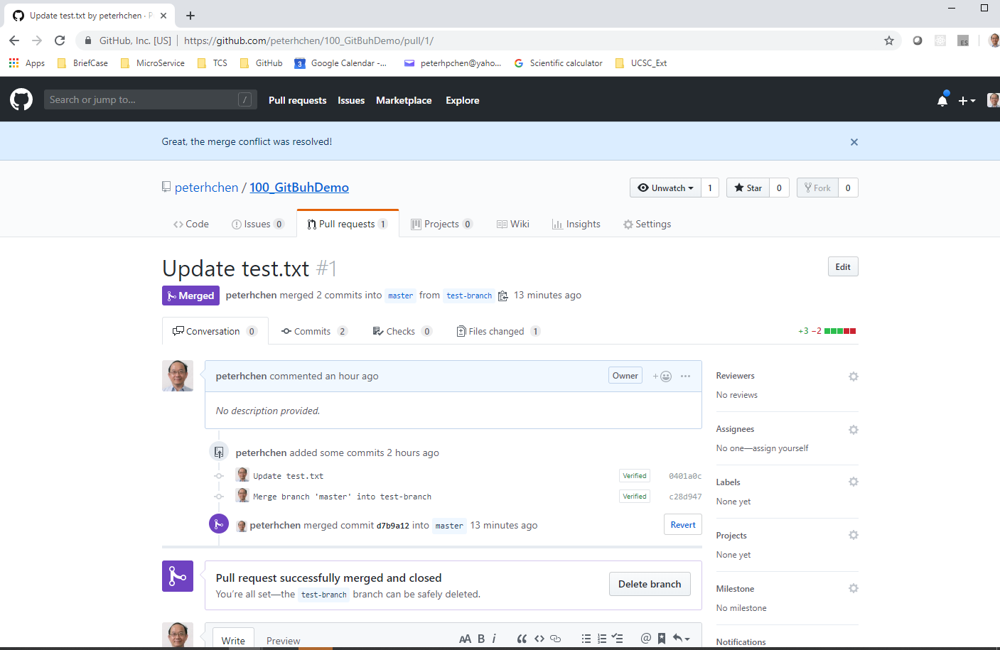 Update test.txt by peterhchen · P
GitHub, Inc. [US] | https://github.com/peterhchen/100_GitBuhDemo/pull/1/
ES
Apps BriefCase MicroService TCS GitHub 3 Google Calendar -... peterhpchen@yaho... Scientific calculator UCSC_Ext
Search or jump to... / Pull requests Issues Marketplace Explore
Great, the merge conflict was resolved!
peterhchen / 100_GitBuhDemo Unwatch 1 Star 0 Fork 0
Code Issues 0 Pull requests 1 Projects 0 Wiki Insights Settings
Update test.txt #1 Edit
Merged peterhchen merged 2 commits into master from test-branch 13 minutes ago
Conversation 0 Commits 2 Checks 0 Files changed 1 +3 −2
peterhchen commented an hour ago Owner
No description provided.
peterhchen added some commits 2 hours ago
Update test.txt Verified 0401a0c
Merge branch 'master' into test-branch Verified c28d947
peterhchen merged commit d7b9a12 into master 13 minutes ago Revert
Pull request successfully merged and closed
You're all set—the test-branch branch can be safely deleted.
Delete branch
Write Preview AA B i
Reviewers
No reviews
Assignees
No one—assign yourself
Labels
None yet
Projects
None yet
Milestone
No milestone
Notifications